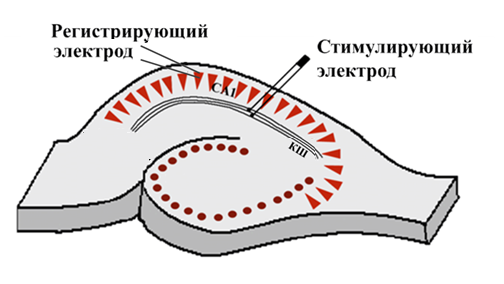 Регистрирующий
электрод
Стимулирующий
электрод
CA1
КШ